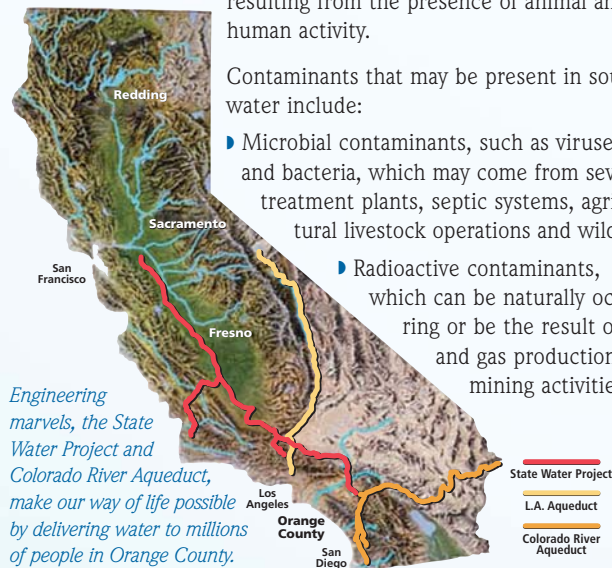 resulting from the presence of animal an
human activity.
Contaminants that may be present in sou
water include:
◗ Microbial contaminants, such as viruse
and bacteria, which may come from sev
treatment plants, septic systems, agri
tural livestock operations and wild
◗ Radioactive contaminants,
which can be naturally oc
ring or be the result o
and gas production
mining activitie
Redding
Sacramento
San
Francisco
Fresno
Engineering
marvels, the State
Water Project and
Colorado River Aqueduct,
make our way of life possible
by delivering water to millions
of people in Orange County.
Los
Angeles
Orange
County
San
Diego
State Water Project
L.A. Aqueduct
Colorado River
Aqueduct